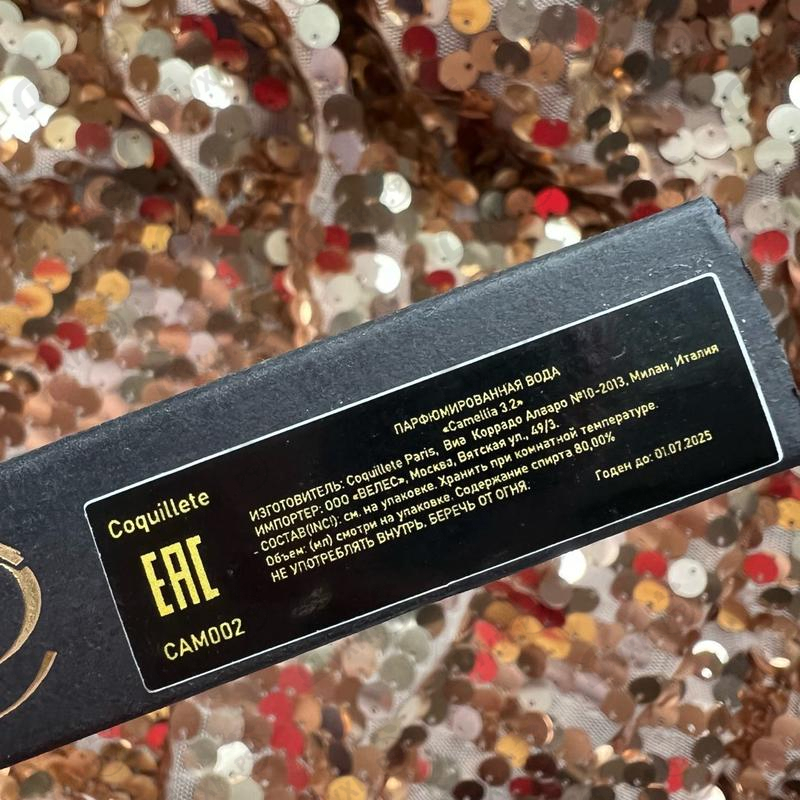 Coquillete
EAC
CAM002
ПАРФЮМИРОВАННАЯ ВОДА
«Camellia 3.2»
ИЗГОТОВИТЕЛЬ: Coquillete Paris, Виа Коррадо Алваро №10-2013, Милан, Италия
ИМПОРТЕР: ООО «ВЕЛЕС», Москва, Вятская ул., 49/3.
- СОСТАВ(INCI): см. на упаковке. Хранить при комнатной температуре.
Объем: (мл) смотри на упаковке. Содержание спирта 80.00%
НЕ УПОТРЕБЛЯТЬ ВНУТРЬ, БЕРЕЧЬ ОТ ОГНЯ.
Годен до: 01.07.2025